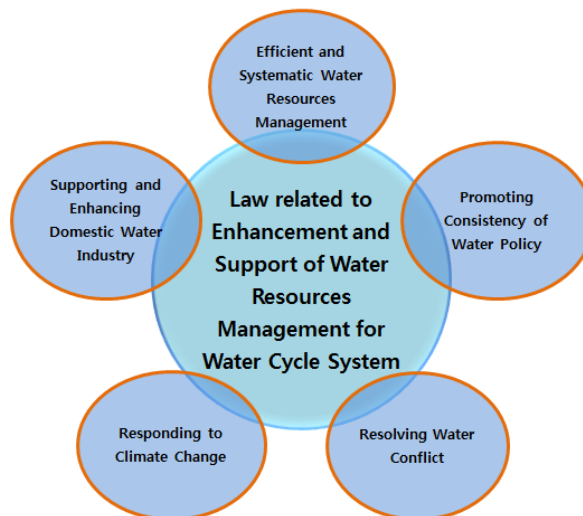 Efficient and
Systematic Water
Resources
Management
Supporting and
Enhancing
Domestic Water
Industry
Law related to
Enhancement and
Support of Water
Resources
Management for
Water Cycle System
Promoting
Consistency of
Water Policy
Responding to
Climate Change
Resolving Water
Conflict